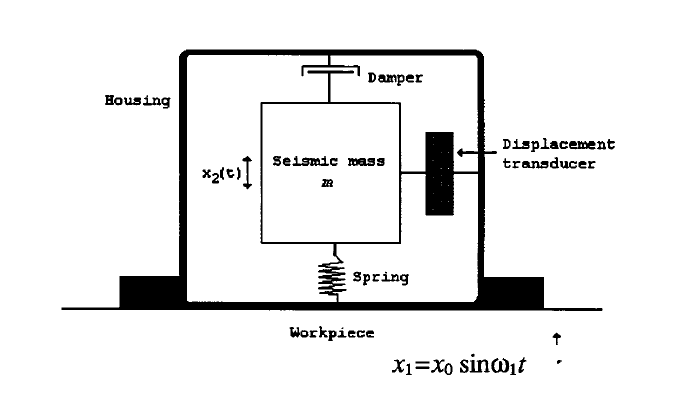 Damper
Housing
Displacement
transducer
Seismic mass
m
x₂(t)
Spring
Workpiece
x₁=x₀ sinω₁t